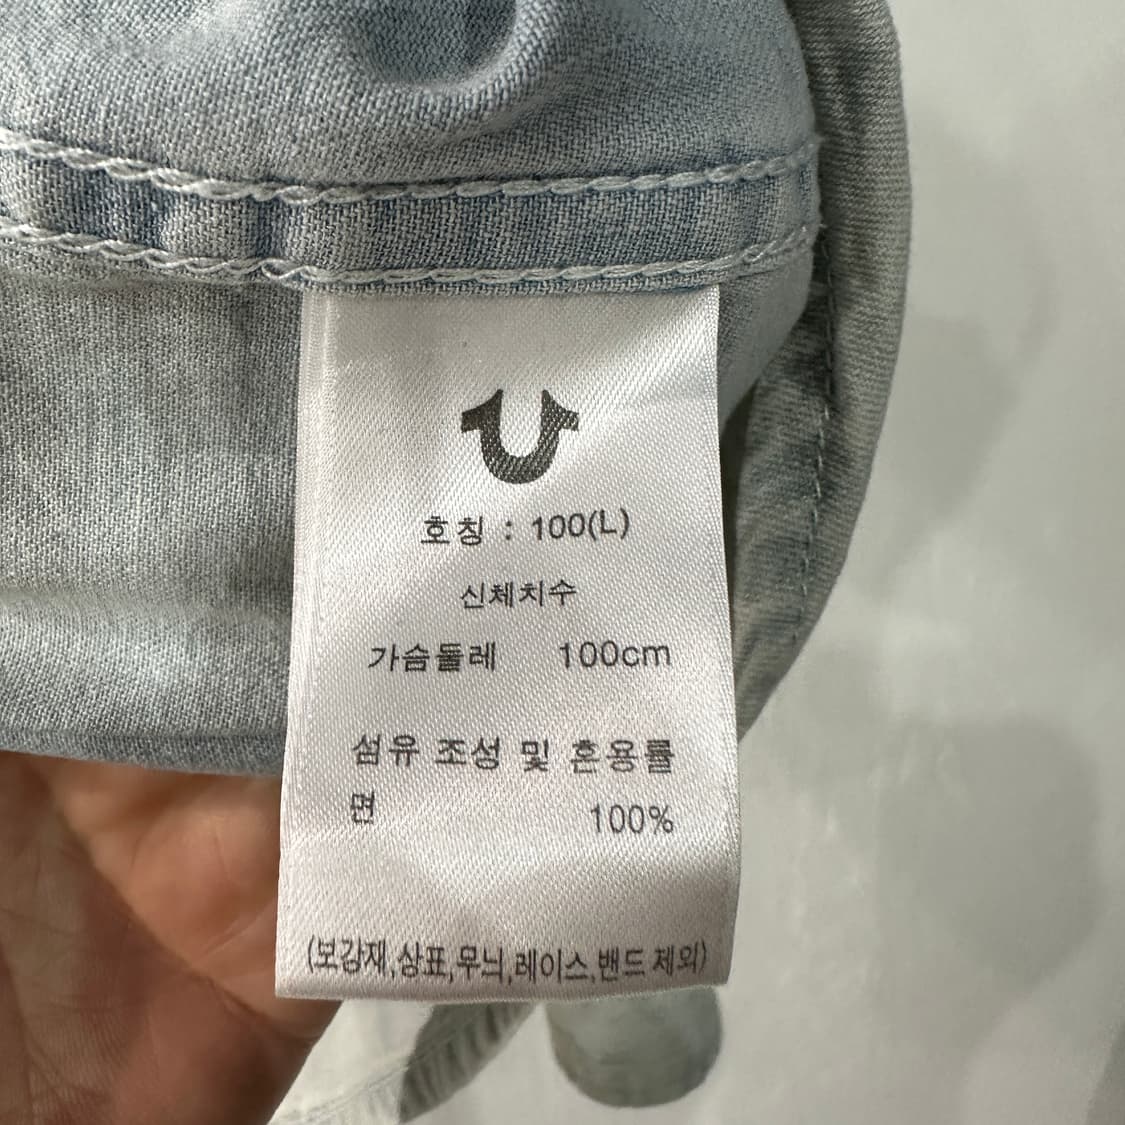 호칭 : 100(L)
신체치수
가슴둘레 100cm
섬유 조성 및 혼용률
면 100%
(보강재,상표,무늬,레이스,밴드 제외)